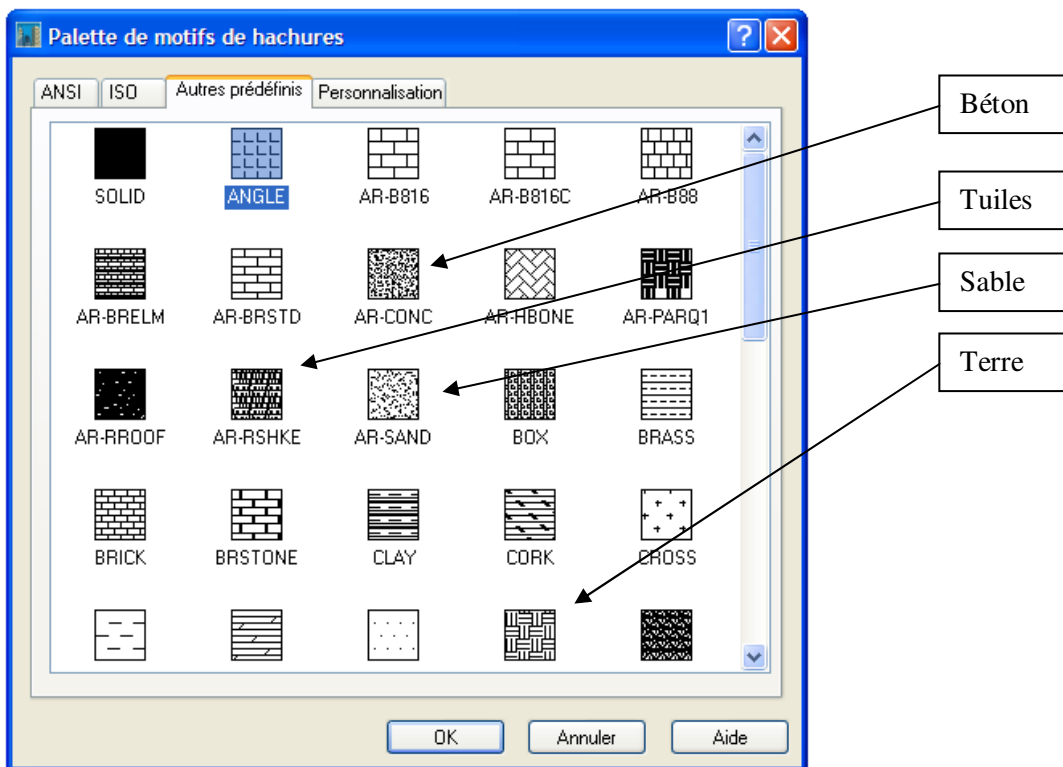 Palette de motifs de hachures
ANSI ISO Autres prédéfinis Personnalisation
SOLID ANGLE AR-B816 AR-B816C AR-B88
AR-BRELM AR-BRSTD AR-CONC AR-HBONE AR-PARQ1
AR-RROOF AR-RSHKE AR-SAND BOX BRASS
BRICK BRSTONE CLAY CORK CROSS
OK Annuler Aide
Béton
Tuiles
Sable
Terre